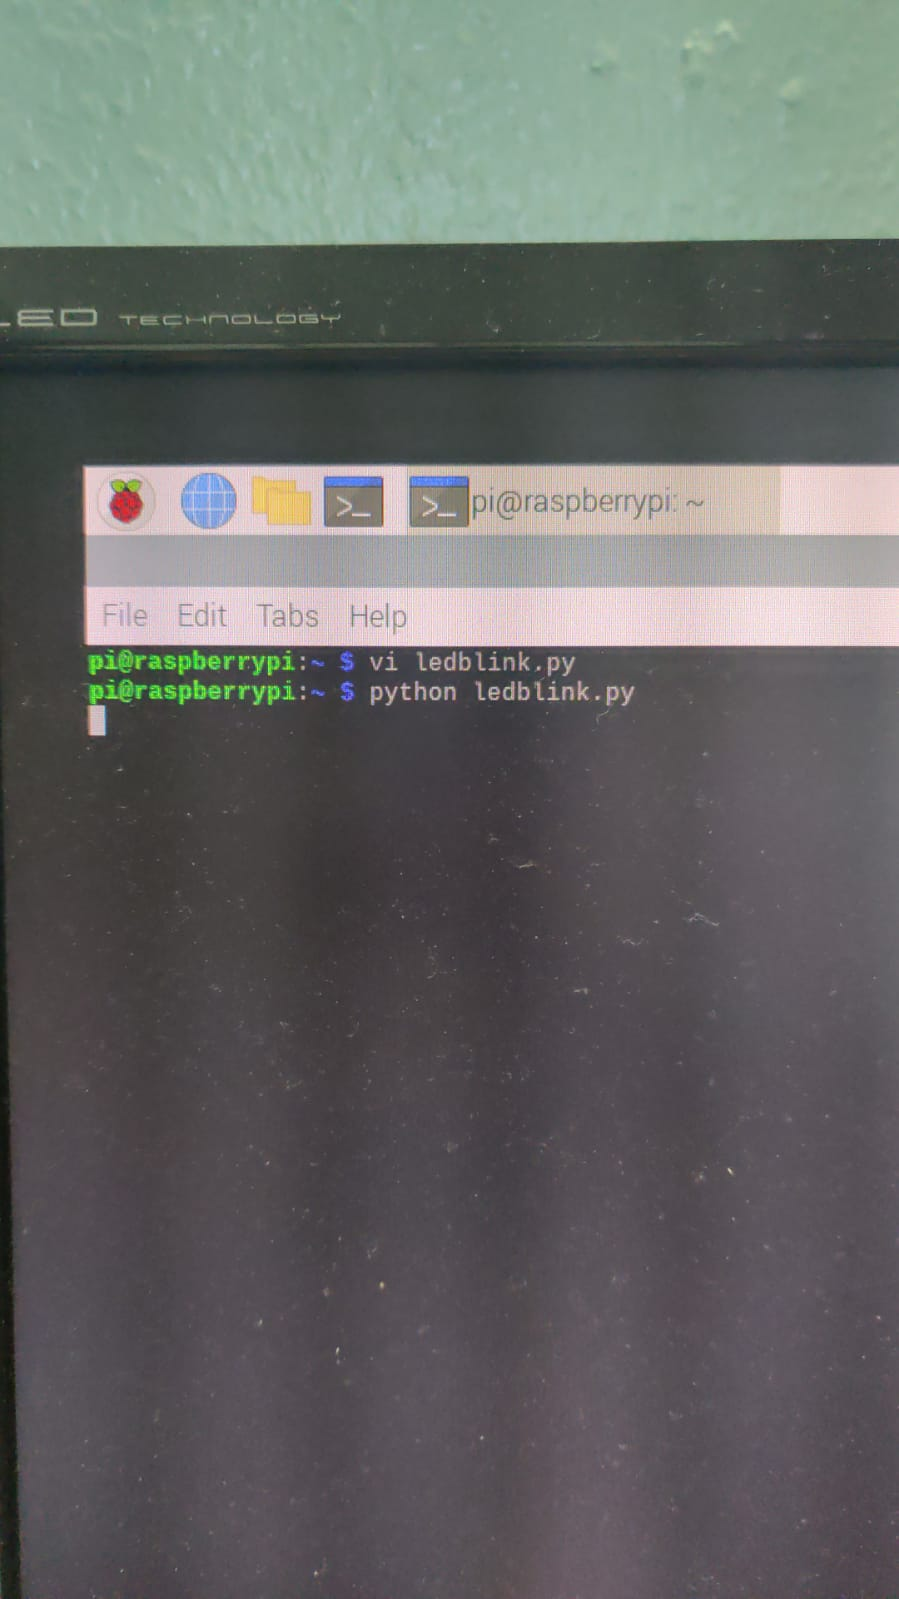 LED TECHNOLOGY
pi@raspberrypi: ~
File Edit Tabs Help
pi@raspberrypi:~ $ vi ledblink.py
pi@raspberrypi:~ $ python ledblink.py